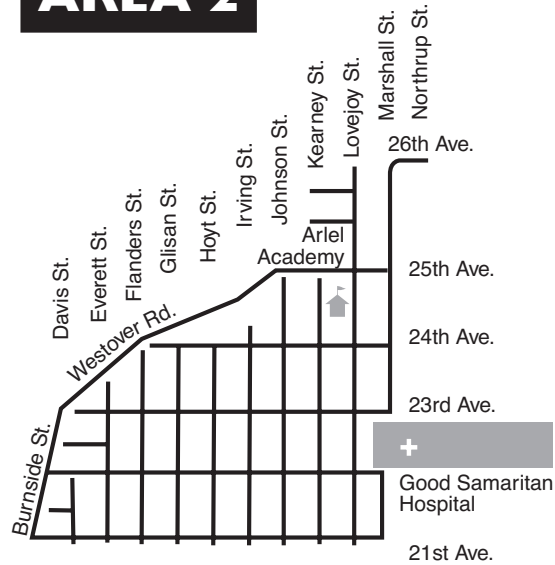 AREA 2
Marshall St.
Northrup St.
Lovejoy St.
Kearney St.
Johnson St.
Irving St.
Hoyt St.
Glisan St.
Flanders St.
Everett St.
Davis St.
26th Ave.
Arlel
Academy
25th Ave.
Westover Rd.
24th Ave.
23rd Ave.
Burnside St.
Good Samaritan
Hospital
21st Ave.